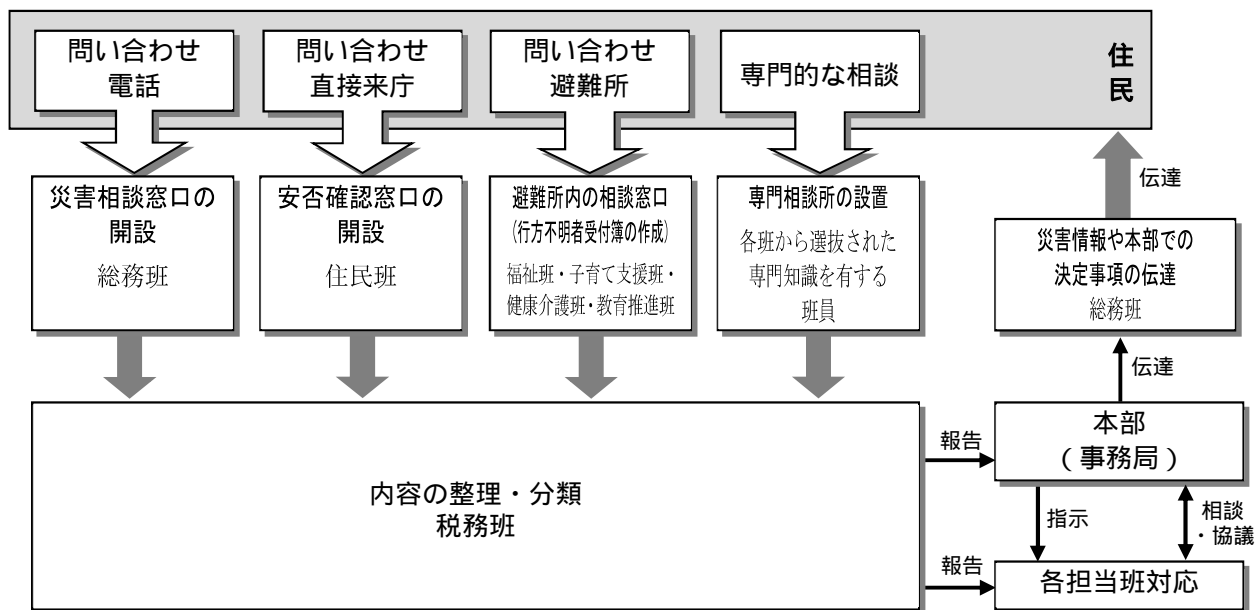 問い合わせ
電話
問い合わせ
直接来庁
問い合わせ
避難所
専門的な相談
住
民
災害相談窓口の
開設
総務班
安否確認窓口の
開設
住民班
避難所内の相談窓口
(行方不明者受付簿の作成)
福祉班・子育て支援班・
健康介護班・教育推進班
専門相談所の設置
各班から選抜された
専門知識を有する
班員
伝達
災害情報や本部での
決定事項の伝達
総務班
伝達
内容の整理・分類
税務班
報告
本部
(事務局)
指示
相談
・協議
報告
各担当班対応